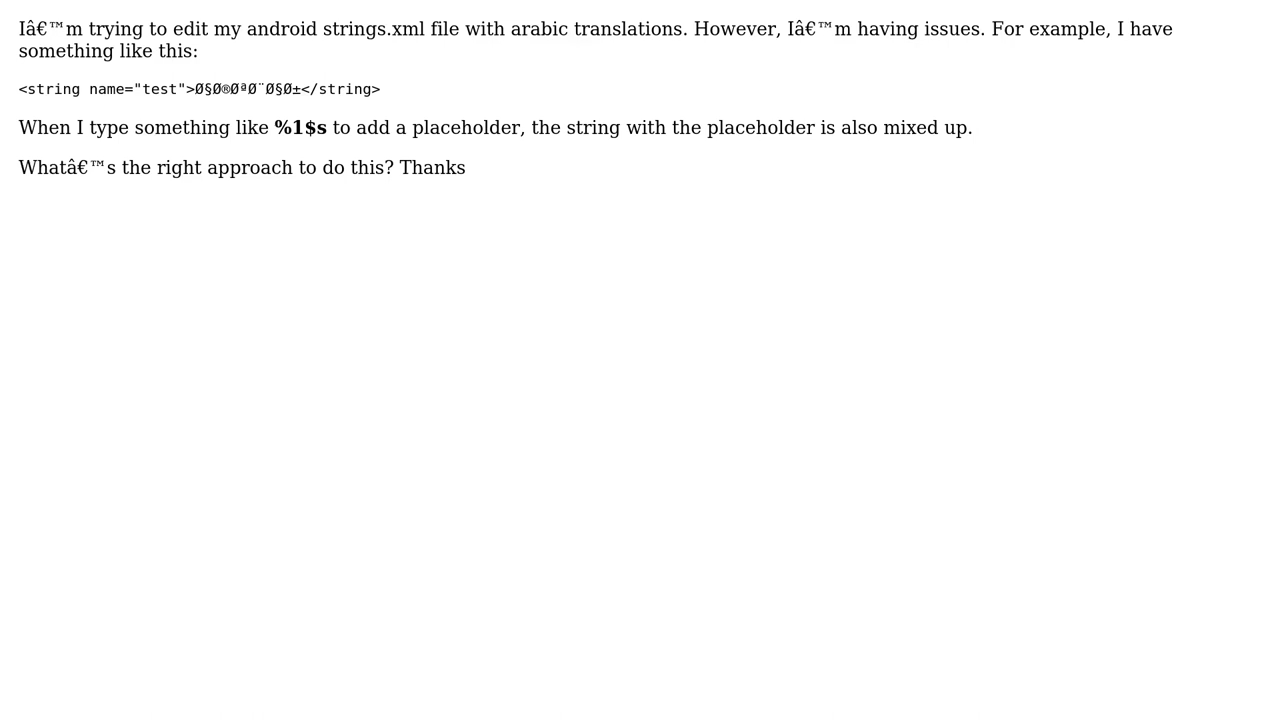 Iâ€™m trying to edit my android strings.xml file with arabic translations. However, Iâ€™m having issues. For example, I have
something like this:
<string name="test">Ø§Ø®ØªØ¨Ø§Ø±</string>
When I type something like %1$s to add a placeholder, the string with the placeholder is also mixed up.
Whatâ€™s the right approach to do this? Thanks